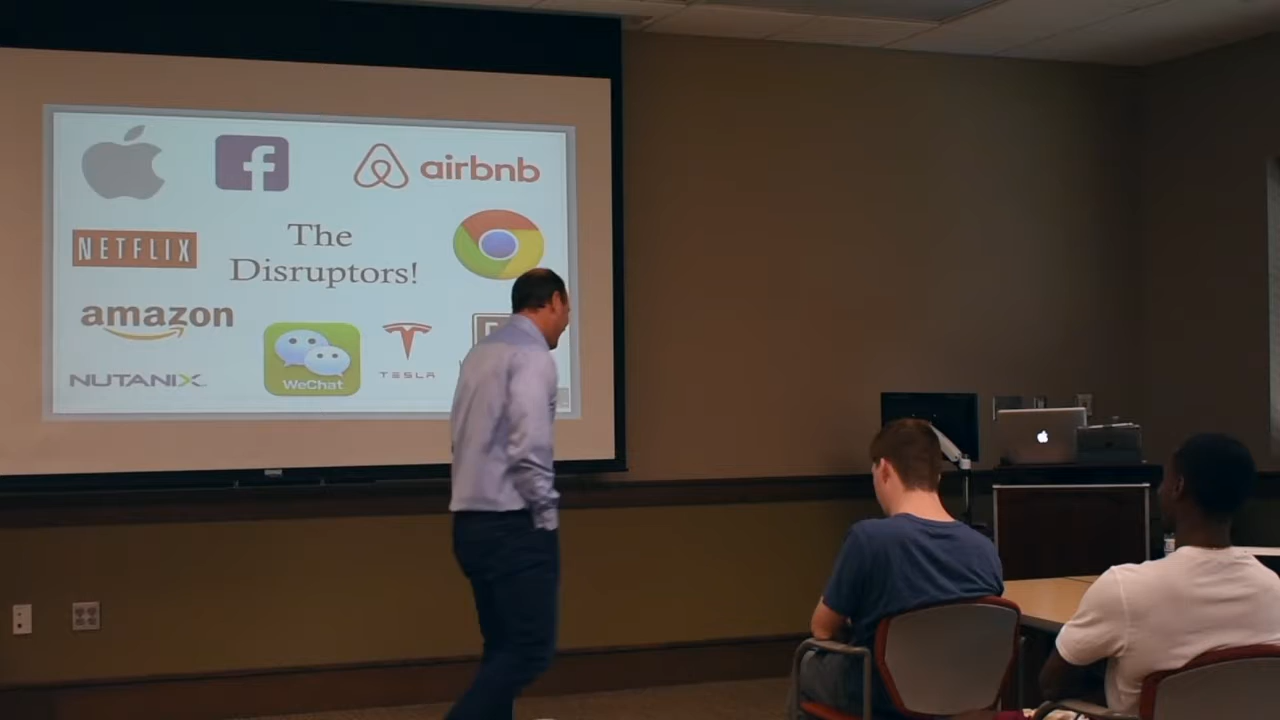 airbnb
NETFLIX
The
Disruptors!
amazon
WeChat
TESLA
NUTANIX